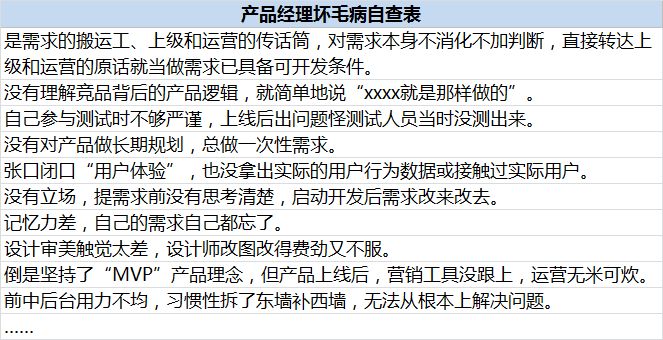 产品经理坏毛病自查表
是需求的搬运工、上级和运营的传话筒，对需求本身不消化不加判断，直接转达上
级和运营的原话就当做需求已具备可开发条件。
没有理解竞品背后的产品逻辑，就简单地说“xxxx就是那样做的”。
自己参与测试时不够严谨，上线后出问题怪测试人员当时没测出来。
没有对产品做长期规划，总做一次性需求。
张口闭口“用户体验”，也没拿出实际的用户行为数据或接触过实际用户。
没有立场，提需求前没有思考清楚，启动开发后需求改来改去。
记忆力差，自己的需求自己都忘了。
设计审美触觉太差，设计师改图改得费劲又不服。
倒是坚持了“MVP”产品理念，但产品上线后，营销工具没跟上，运营无米可炊。
前中后台用力不均，习惯性拆了东墙补西墙，无法从根本上解决问题。
……